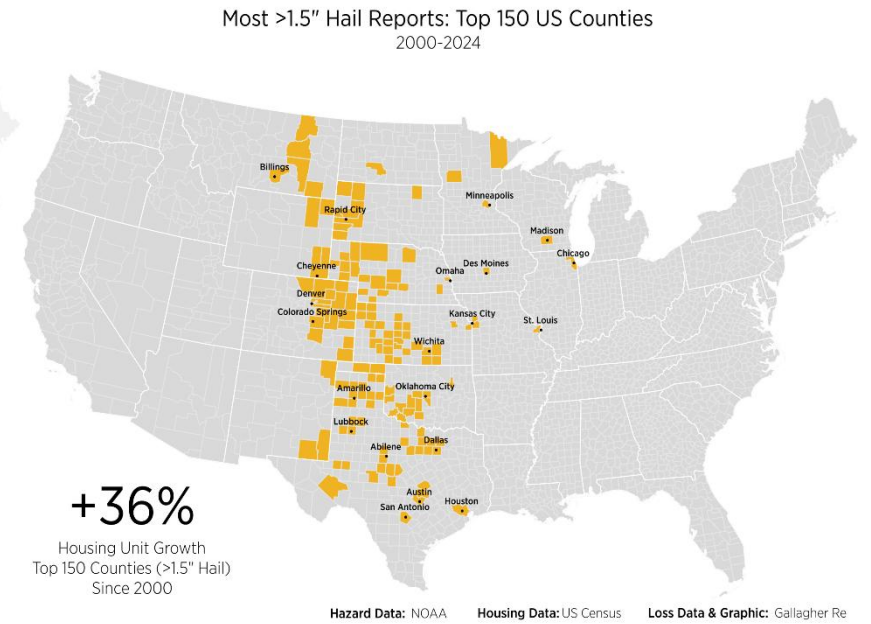 Most >1.5" Hail Reports: Top 150 US Counties
2000-2024
Billings
Rapid City
Minneapolis
Madison
Chicago
Cheyenne
Des Moines
Omaha
Denver
Colorado Springs
Kansas City
St. Louis
Wichita
Amarillo
Oklahoma City
Lubbock
Abilene
Dallas
Austin
San Antonio
Houston
+36%
Housing Unit Growth
Top 150 Counties (>1.5" Hail)
Since 2000
Hazard Data: NOAA Housing Data: US Census Loss Data & Graphic: Gallagher Re